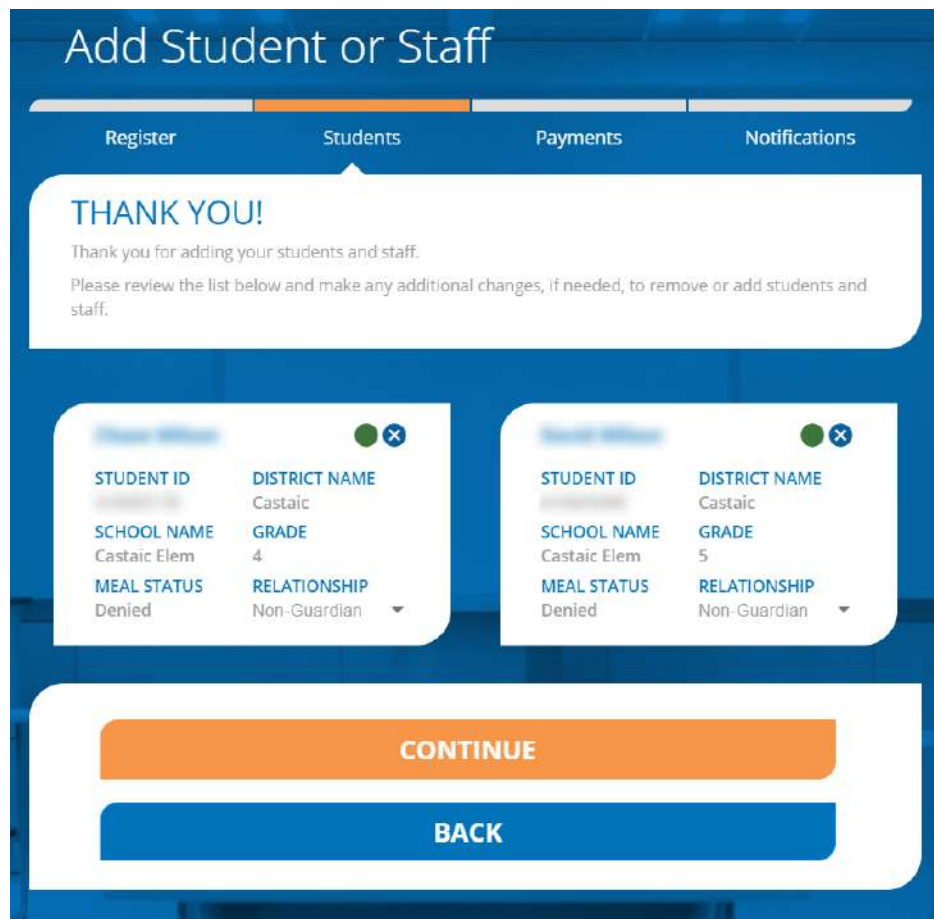 Add Student or Staff
Register Students Payments Notifications
THANK YOU!
Thank you for adding your students and staff.
Please review the list below and make any additional changes, if needed, to remove or add students and
staff.
STUDENT ID DISTRICT NAME
Castaic
SCHOOL NAME GRADE
Castaic Elem 4
MEAL STATUS RELATIONSHIP
Denied Non-Guardian
STUDENT ID DISTRICT NAME
Castaic
SCHOOL NAME GRADE
Castaic Elem 5
MEAL STATUS RELATIONSHIP
Denied Non-Guardian
CONTINUE
BACK